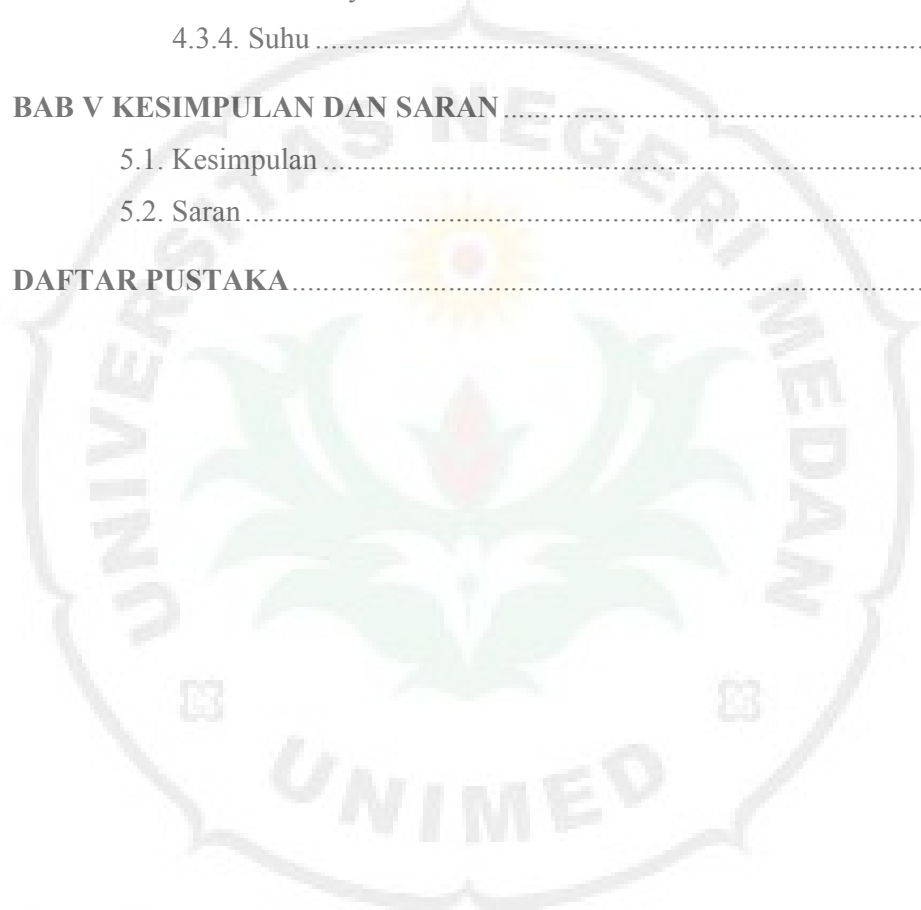 4.3.4. Suhu ........................................................................................
BAB V KESIMPULAN DAN SARAN ......................................................
5.1. Kesimpulan .............................................................................
5.2. Saran .......................................................................................
DAFTAR PUSTAKA ...............................................................................
UNIVERSITAS NEGERI MEDAN
UNIMED